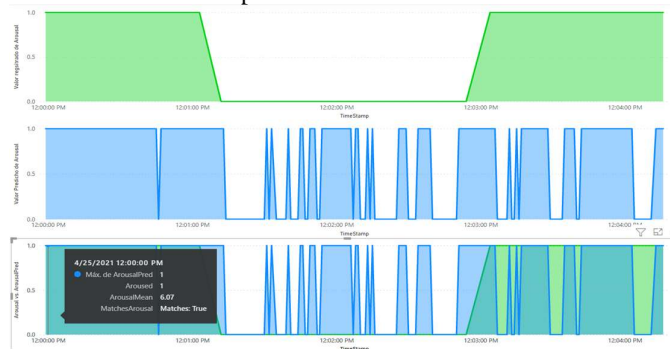 1.0
0.5
0.0
Valor registrado de Arousal
12:00:00 PM 12:01:00 PM 12:02:00 PM 12:03:00 PM 12:04:00 PM
TimeStamp
1.0
0.5
0.0
Valor Predicho de Arousal
12:00:00 PM 12:01:00 PM 12:02:00 PM 12:03:00 PM 12:04:00
TimeStamp
1.0
0.5
0.0
Arousal vs. ArousalPred
4/25/2021 12:00:00 PM
Máx. de ArousalPred 1
Aroused 1
ArousalMean 6.07
MatchesArousal Matches: True
12:00:00 PM 12:01:00 PM 12:02:00 PM 12:03:00 PM 12:04:00 PM
TimeStamp